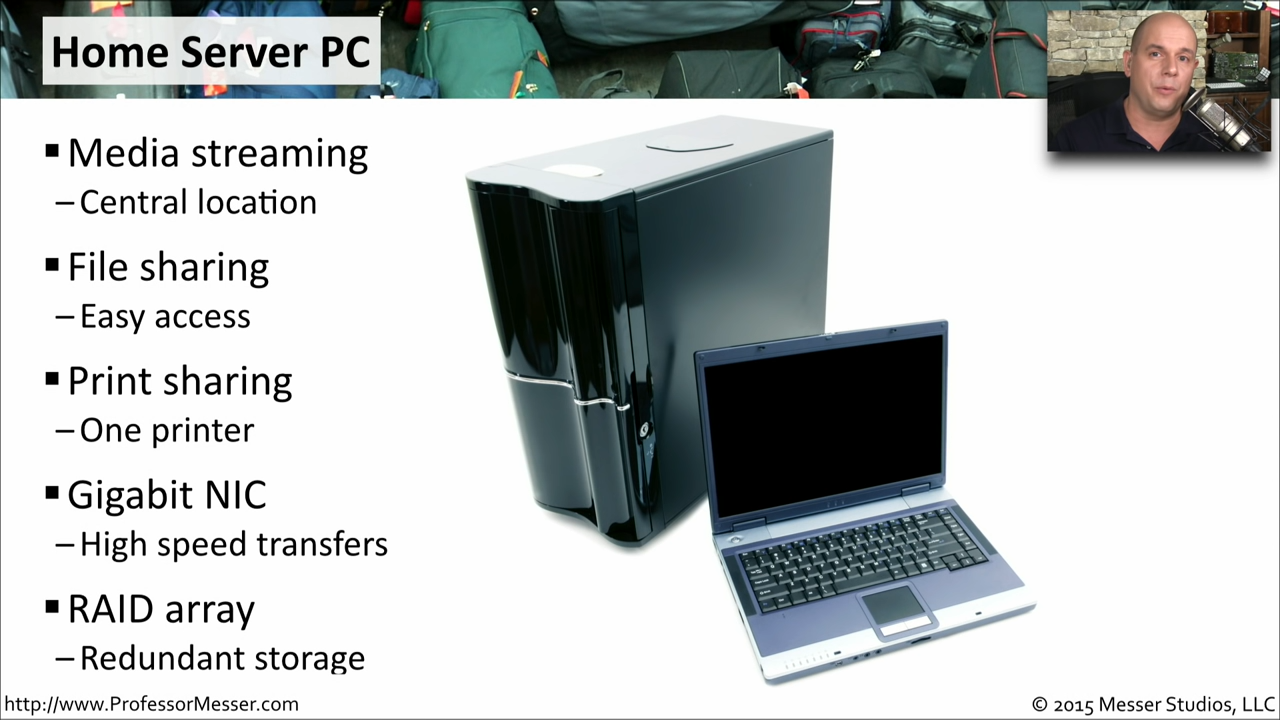 Home Server PC
▪ Media streaming
– Central location
▪ File sharing
– Easy access
▪ Print sharing
– One printer
▪ Gigabit NIC
– High speed transfers
▪ RAID array
– Redundant storage
http://www.ProfessorMesser.com
© 2015 Messer Studios, LLC